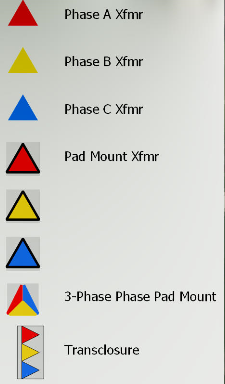 Phase A Xfmr
Phase B Xfmr
Phase C Xfmr
Pad Mount Xfmr
3-Phase Phase Pad Mount
Transclosure